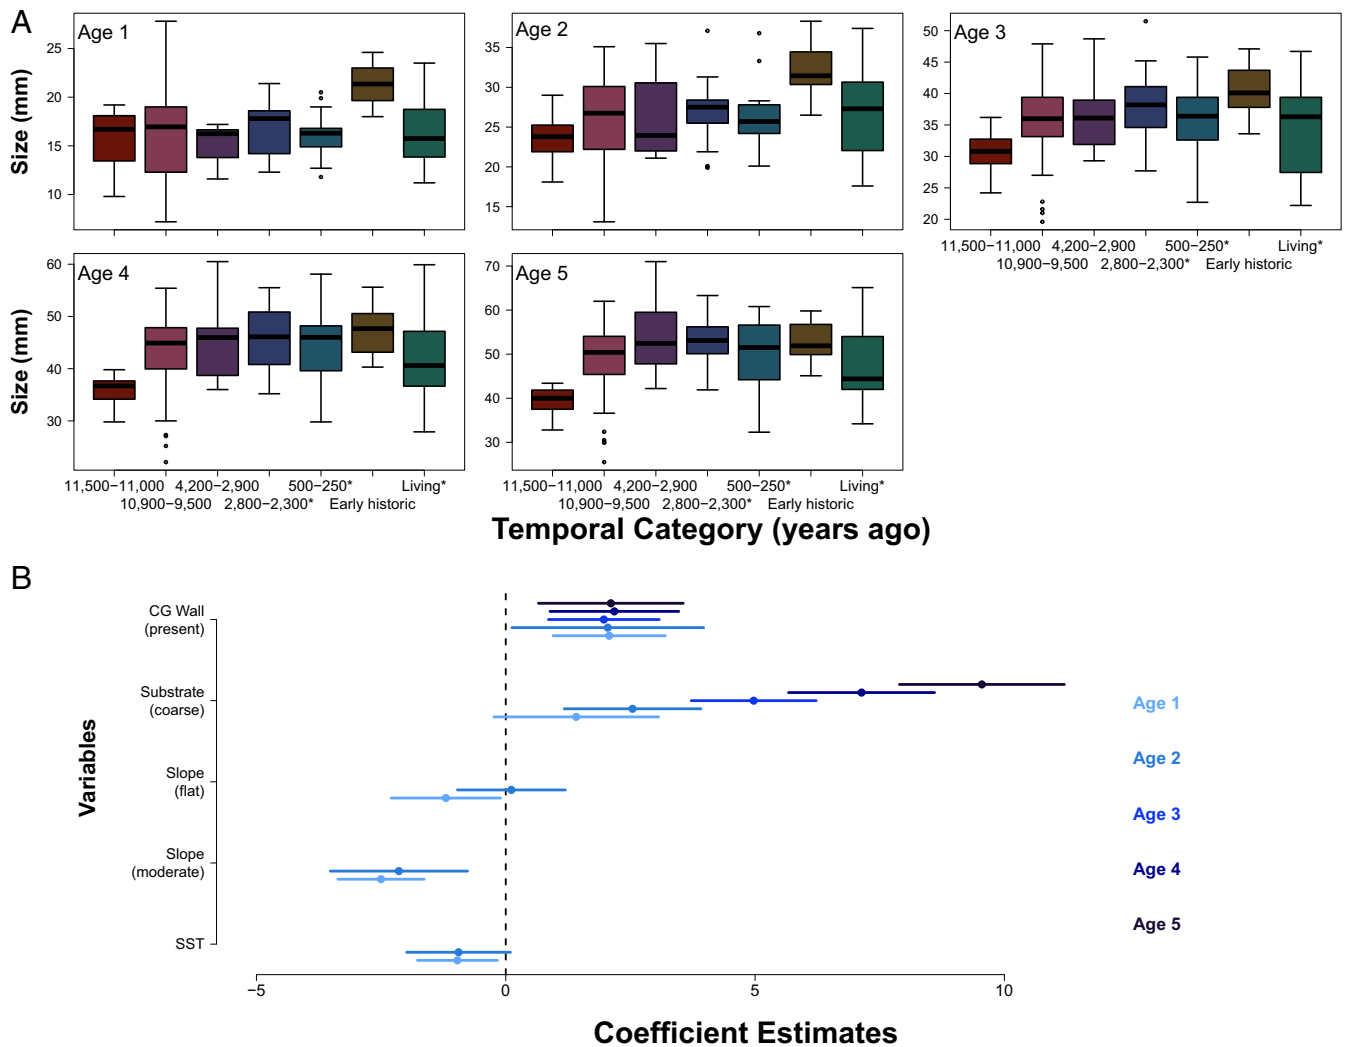 A
Age 1
Age 2
Age 3
Size (mm)
25
20
15
10
35
30
25
20
15
50
45
40
35
30
25
20
11,500−11,000 4,200−2,900 500−250* Living*
10,900−9,500 2,800−2,300* Early historic
Age 4
Age 5
Size (mm)
60
50
40
30
70
60
50
40
30
11,500−11,000 4,200−2,900 500−250* Living*
10,900−9,500 2,800−2,300* Early historic
11,500−11,000 4,200−2,900 500−250* Living*
10,900−9,500 2,800−2,300* Early historic
Temporal Category (years ago)
B
Variables
CG Wall
(present)
Substrate
(coarse)
Slope
(flat)
Slope
(moderate)
SST
Age 1
Age 2
Age 3
Age 4
Age 5
−5 0 5 10
Coefficient Estimates